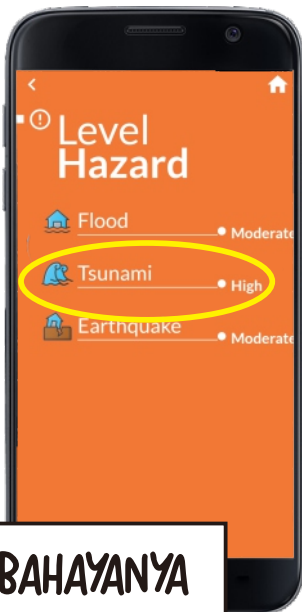 Level
Hazard
Flood
Moderate
Tsunami
High
Earthquake
Moderate
BAHAYANYA